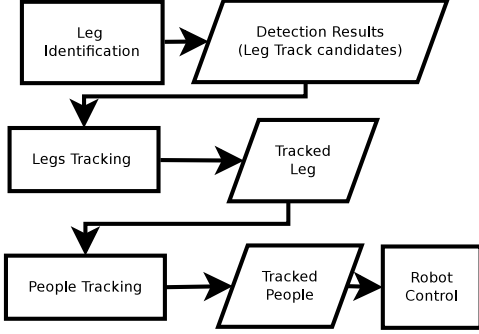 Leg
Identification
Detection Results
(Leg Track candidates)
Legs Tracking
Tracked
Leg
People Tracking
Tracked
People
Robot
Control